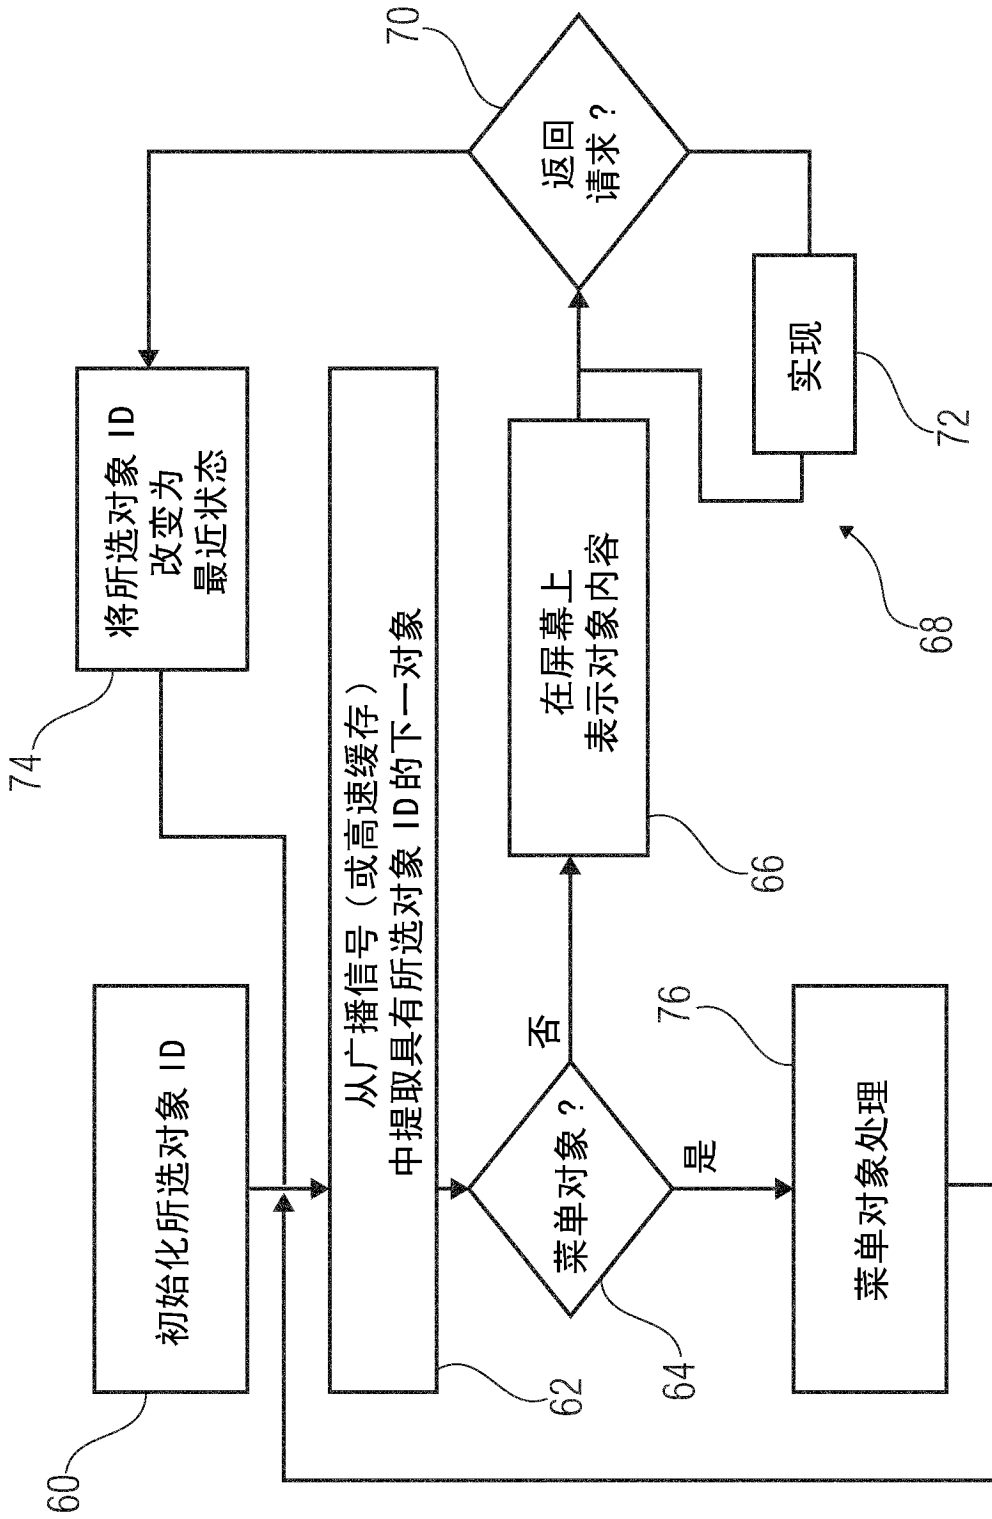 60
初始化所选对象 ID
74
将所选对象 ID
改变为
最近状态
62
从广播信号（或高速缓存）
中提取具有所选对象 ID的下一对象
64
菜单对象？
否
是
66
在屏幕上
表示对象内容
70
返回
请求？
72
实现
68
76
菜单对象处理